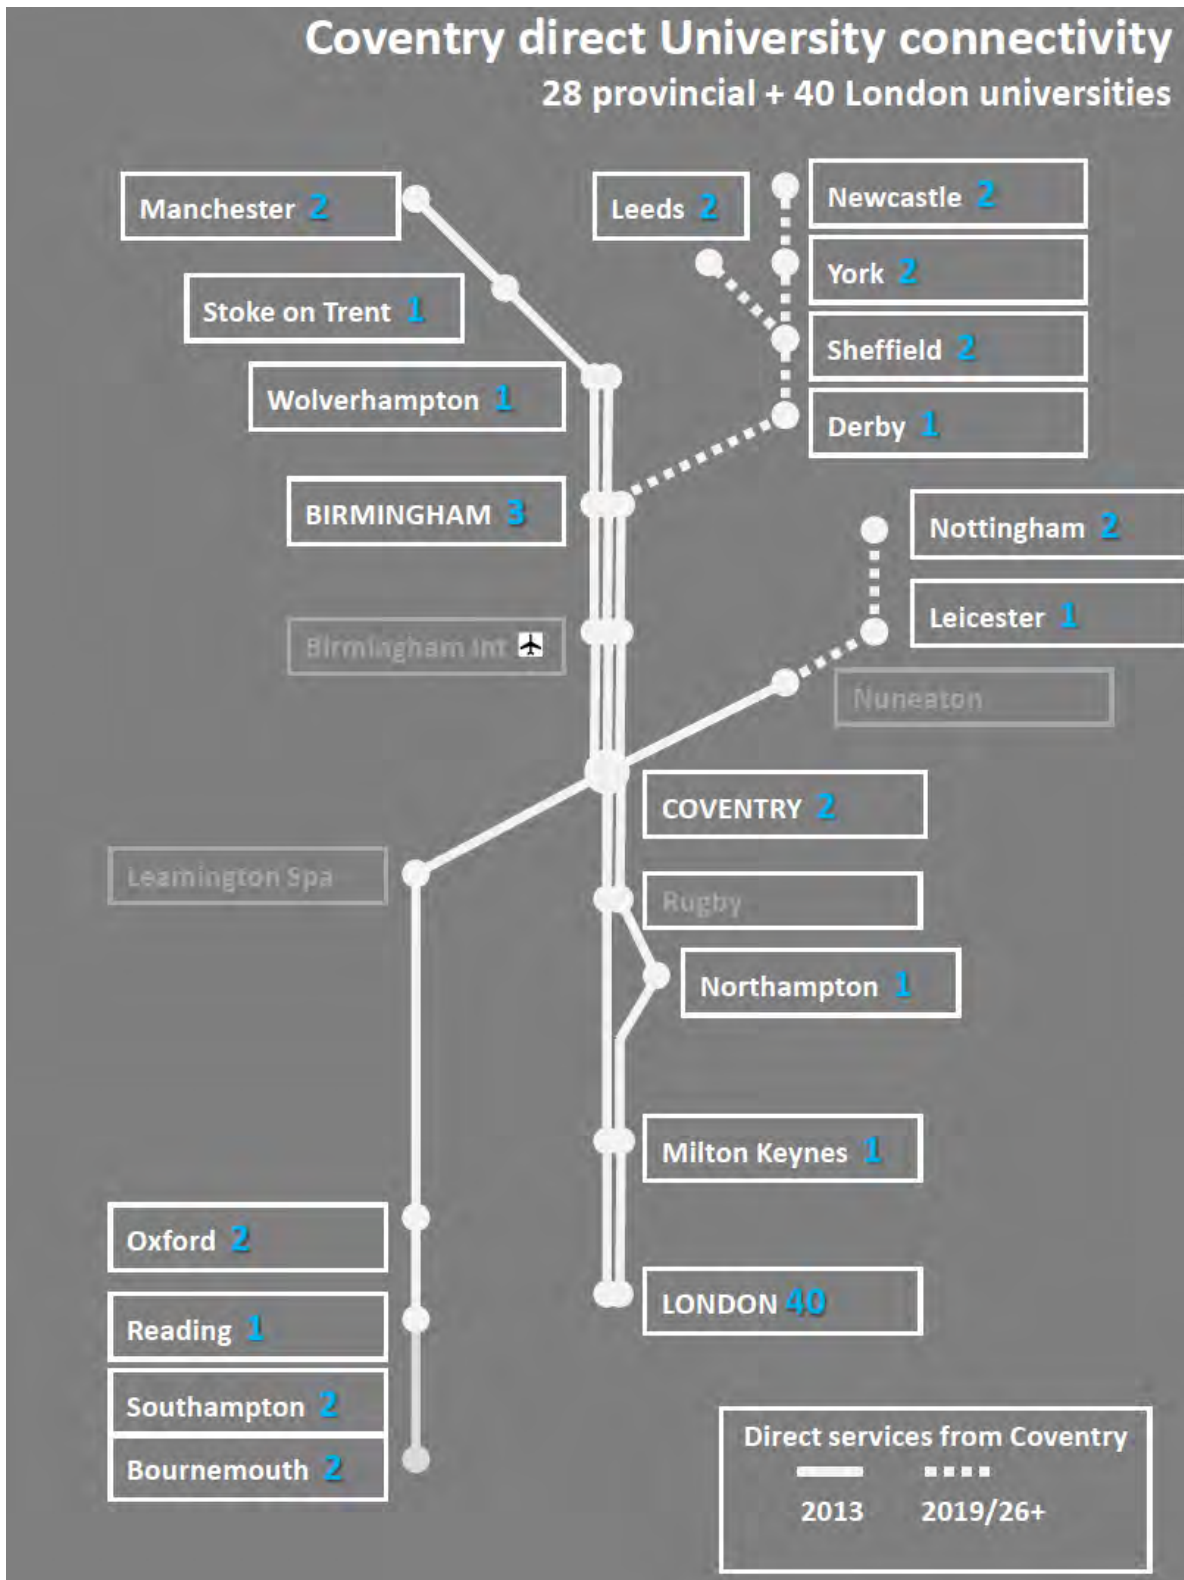 Coventry direct University connectivity
28 provincial + 40 London universities
Manchester 2
Leeds 2
Newcastle 2
York 2
Stoke on Trent 1
Sheffield 2
Wolverhampton 1
Derby 1
BIRMINGHAM 3
Nottingham 2
Leicester 1
Birmingham Int
Nuneaton
COVENTRY 2
Leamington Spa
Rugby
Northampton 1
Milton Keynes 1
Oxford 2
LONDON 40
Reading 1
Southampton 2
Bournemouth 2
Direct services from Coventry
2013 2019/26+